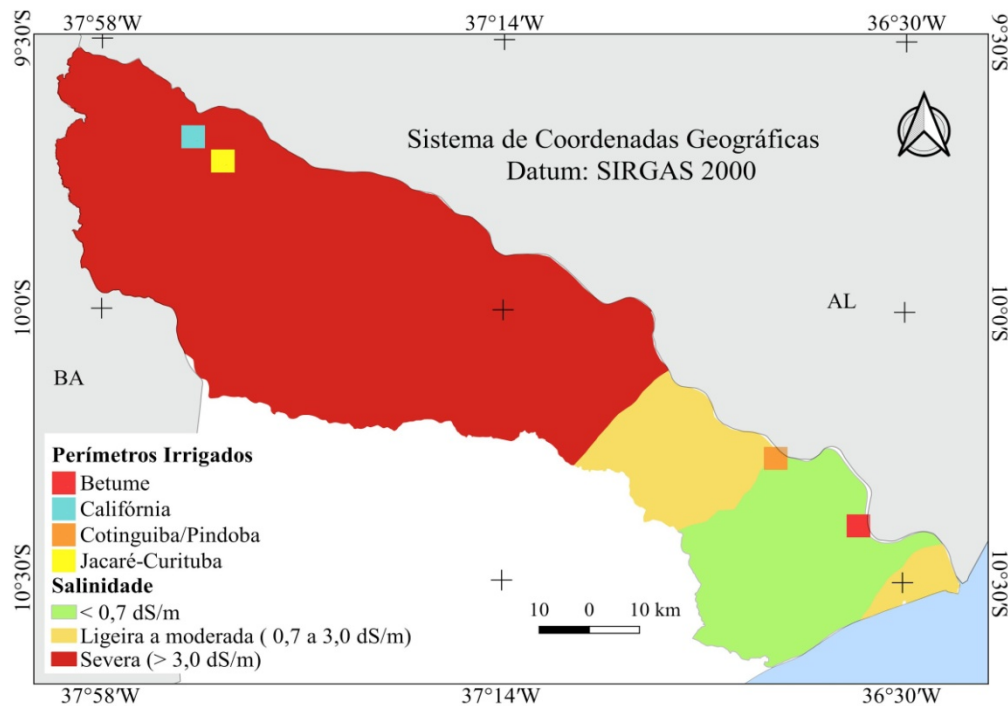 37°58′W 37°14′W 36°30′W
9°30′S 9°30′S
Sistema de Coordenadas Geográficas
Datum: SIRGAS 2000
10°0′S 10°0′S
AL
BA
Perímetros Irrigados
Betume
Califórnia
Cotinguiba/Pindoba
Jacaré-Curituba
Salinidade
< 0,7 dS/m
Ligeira a moderada ( 0,7 a 3,0 dS/m)
Severa (> 3,0 dS/m)
10 0 10 km
10°30′S 10°30′S
37°58′W 37°14′W 36°30′W